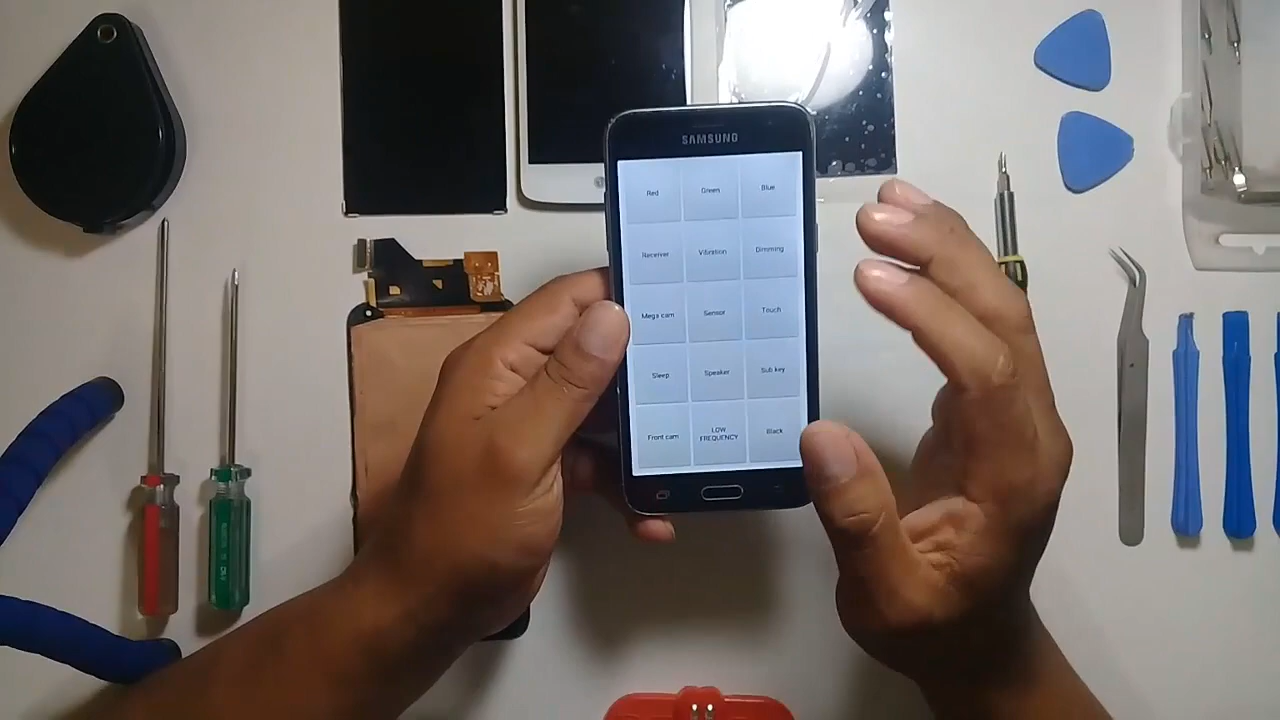 SAMSUNG
Red Green Blue
Receiver Vibration Dimming
Mega cam Sensor Touch
Sleep Speaker Sub key
Front cam LOW FREQUENCY Black